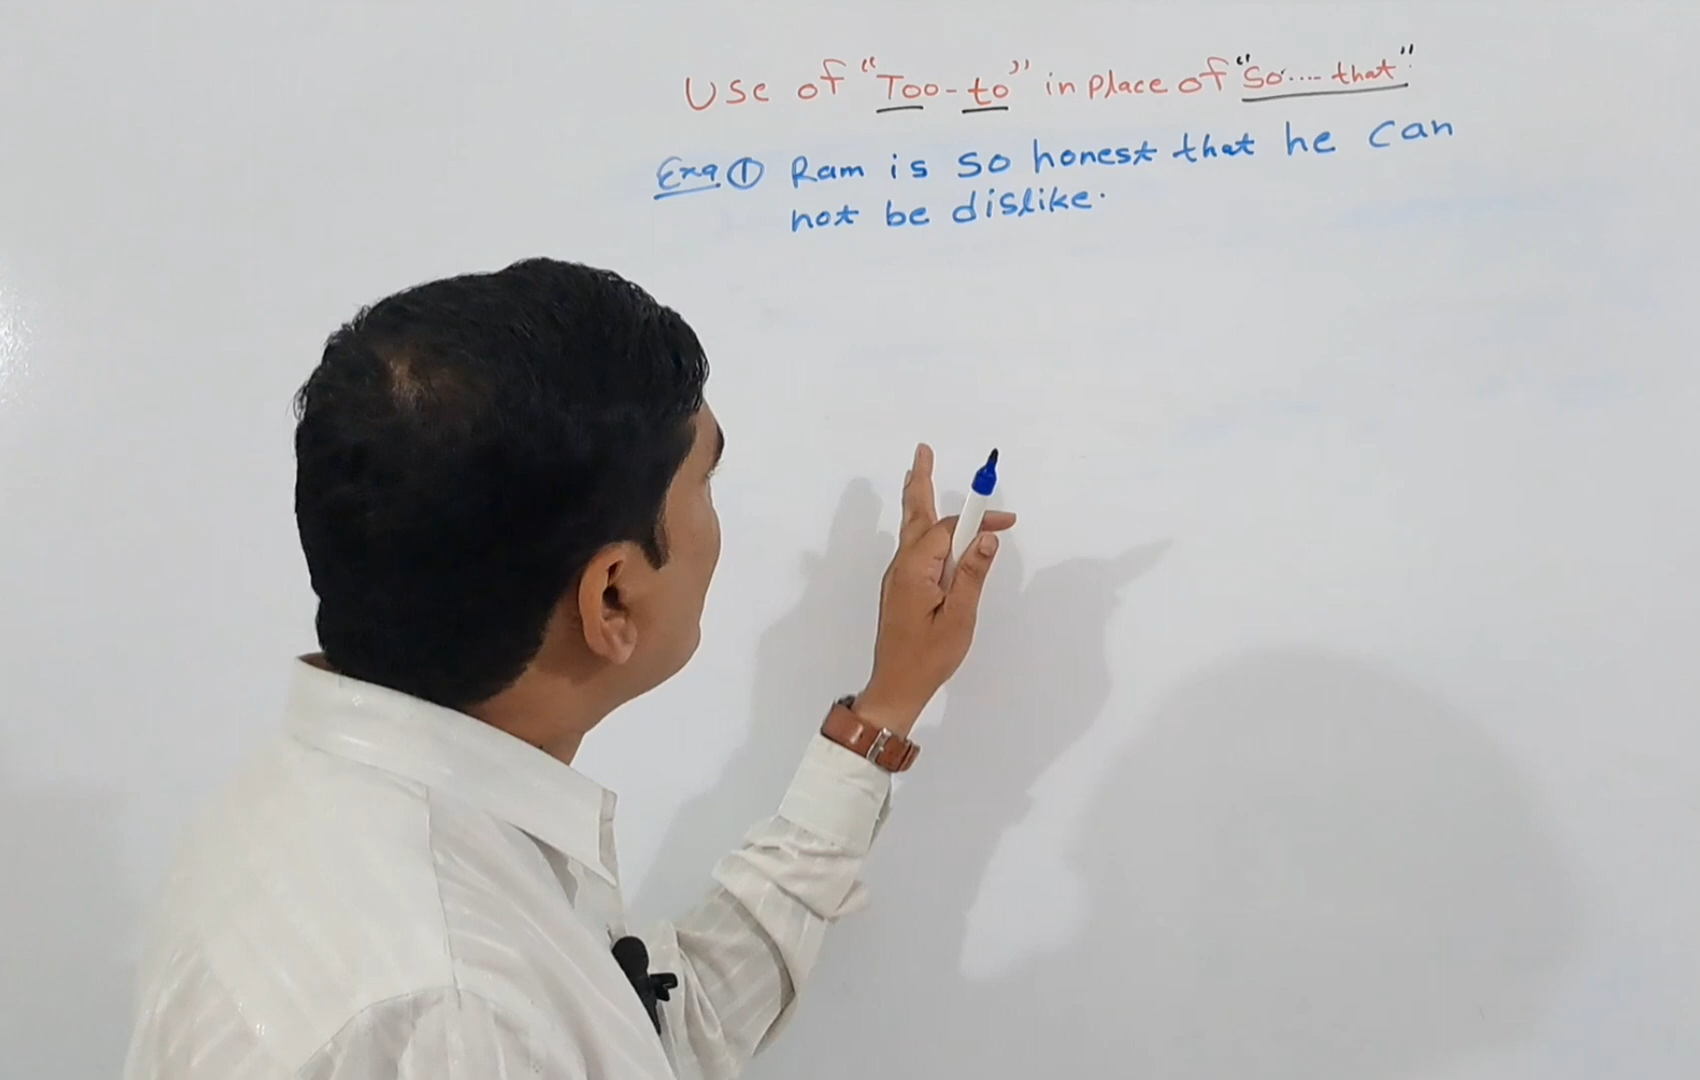 Use of "Too-to" in place of "So.... that"
Exa ① Ram is so honest that he can
not be dislike.